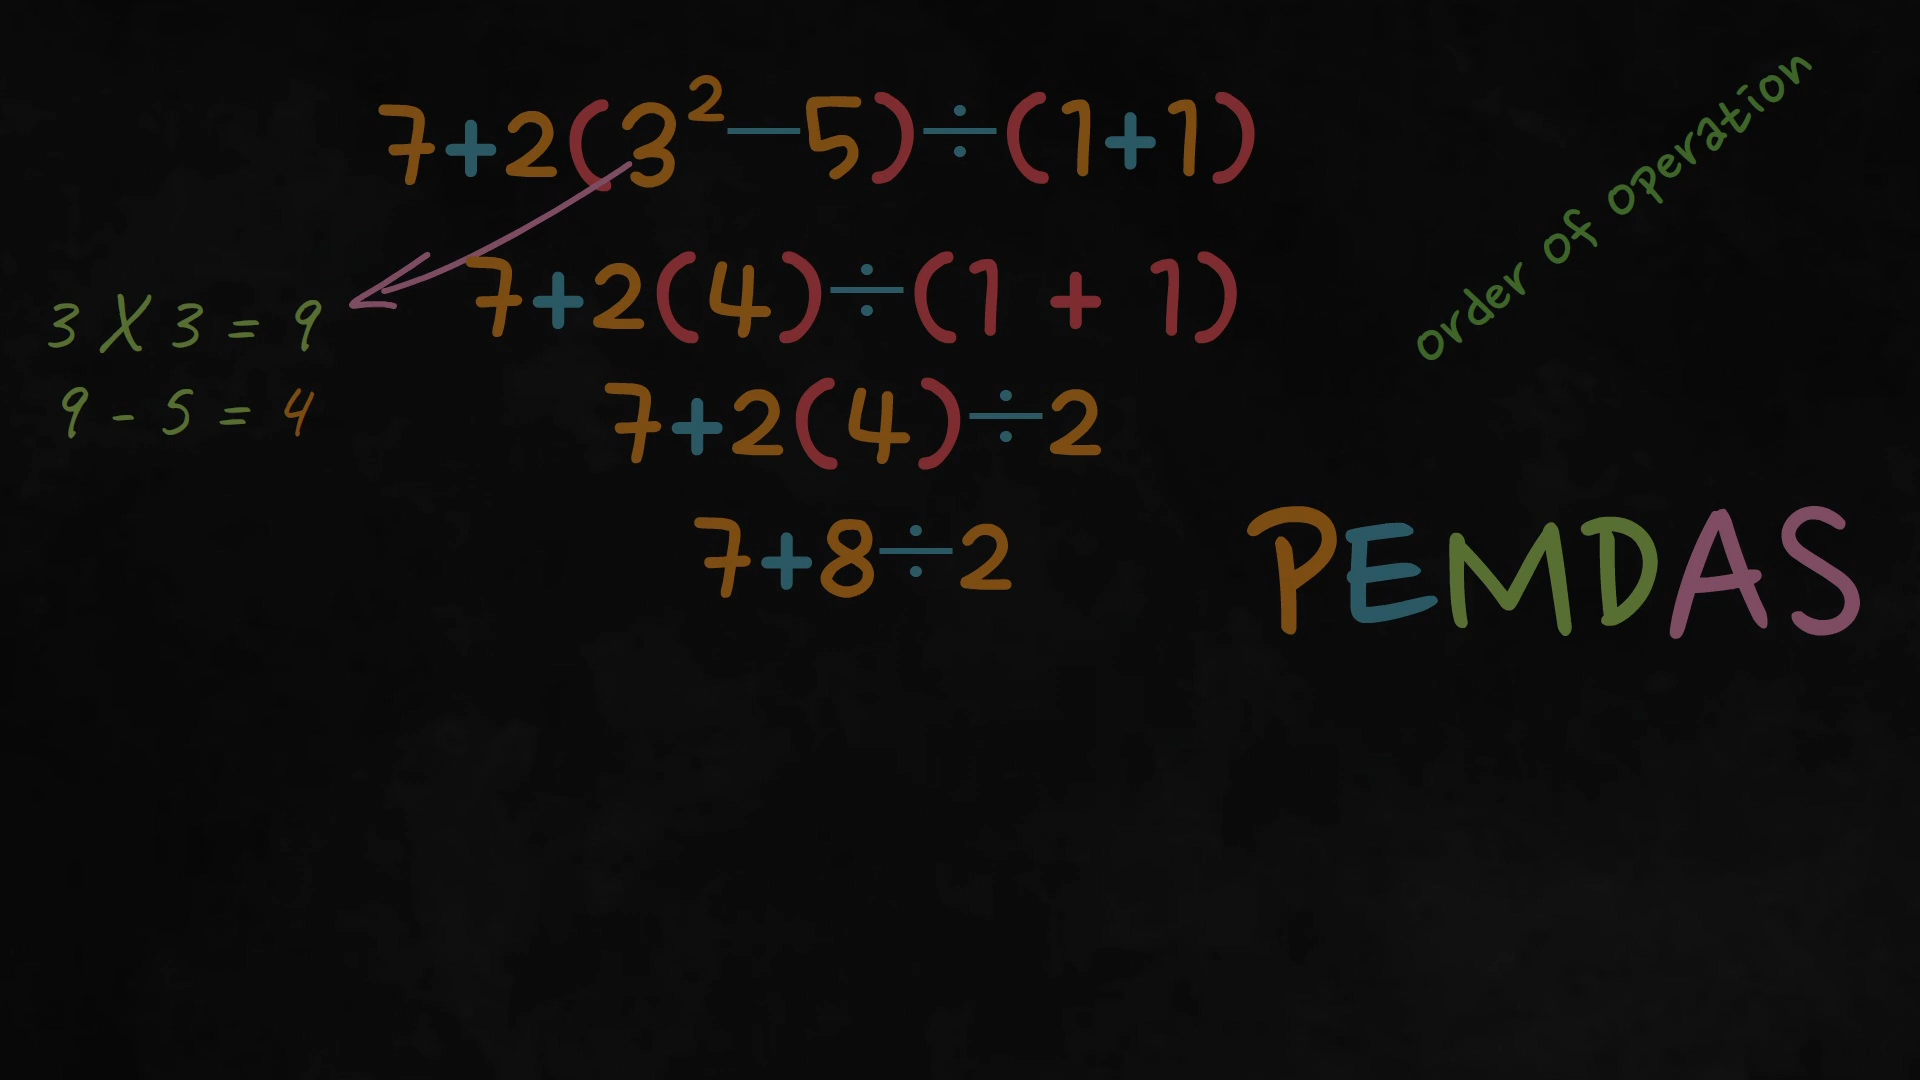 7+2(3²−5)÷(1+1)
order of operation
7+2(4)÷(1 + 1)
3 X 3 = 9
9 - 5 = 4
7+2(4)÷2
7+8÷2
PEMDAS